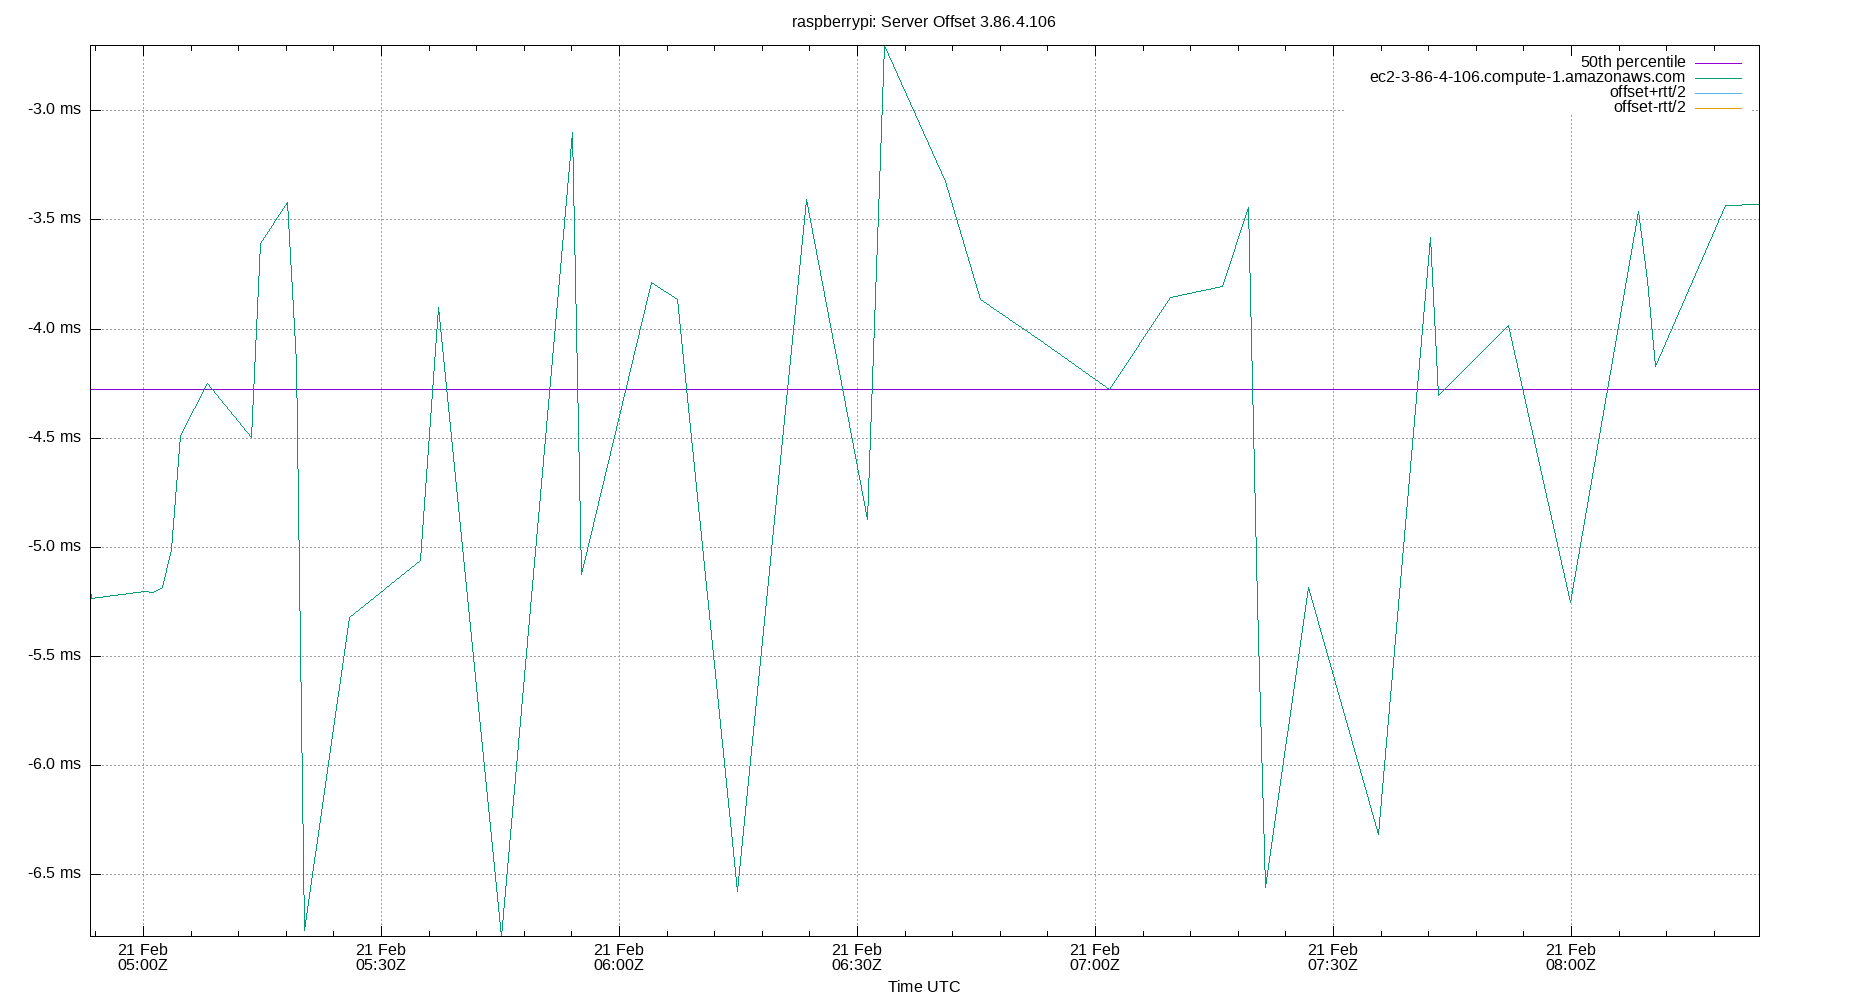 raspberrypi: Server Offset 3.86.4.106
50th percentile
ec2-3-86-4-106.compute-1.amazonaws.com
offset+rtt/2
offset-rtt/2
-3.0 ms
-3.5 ms
-4.0 ms
-4.5 ms
-5.0 ms
-5.5 ms
-6.0 ms
-6.5 ms
21 Feb 21 Feb 21 Feb 21 Feb 21 Feb 21 Feb 21 Feb
05:00Z 05:30Z 06:00Z 06:30Z 07:00Z 07:30Z 08:00Z
Time UTC